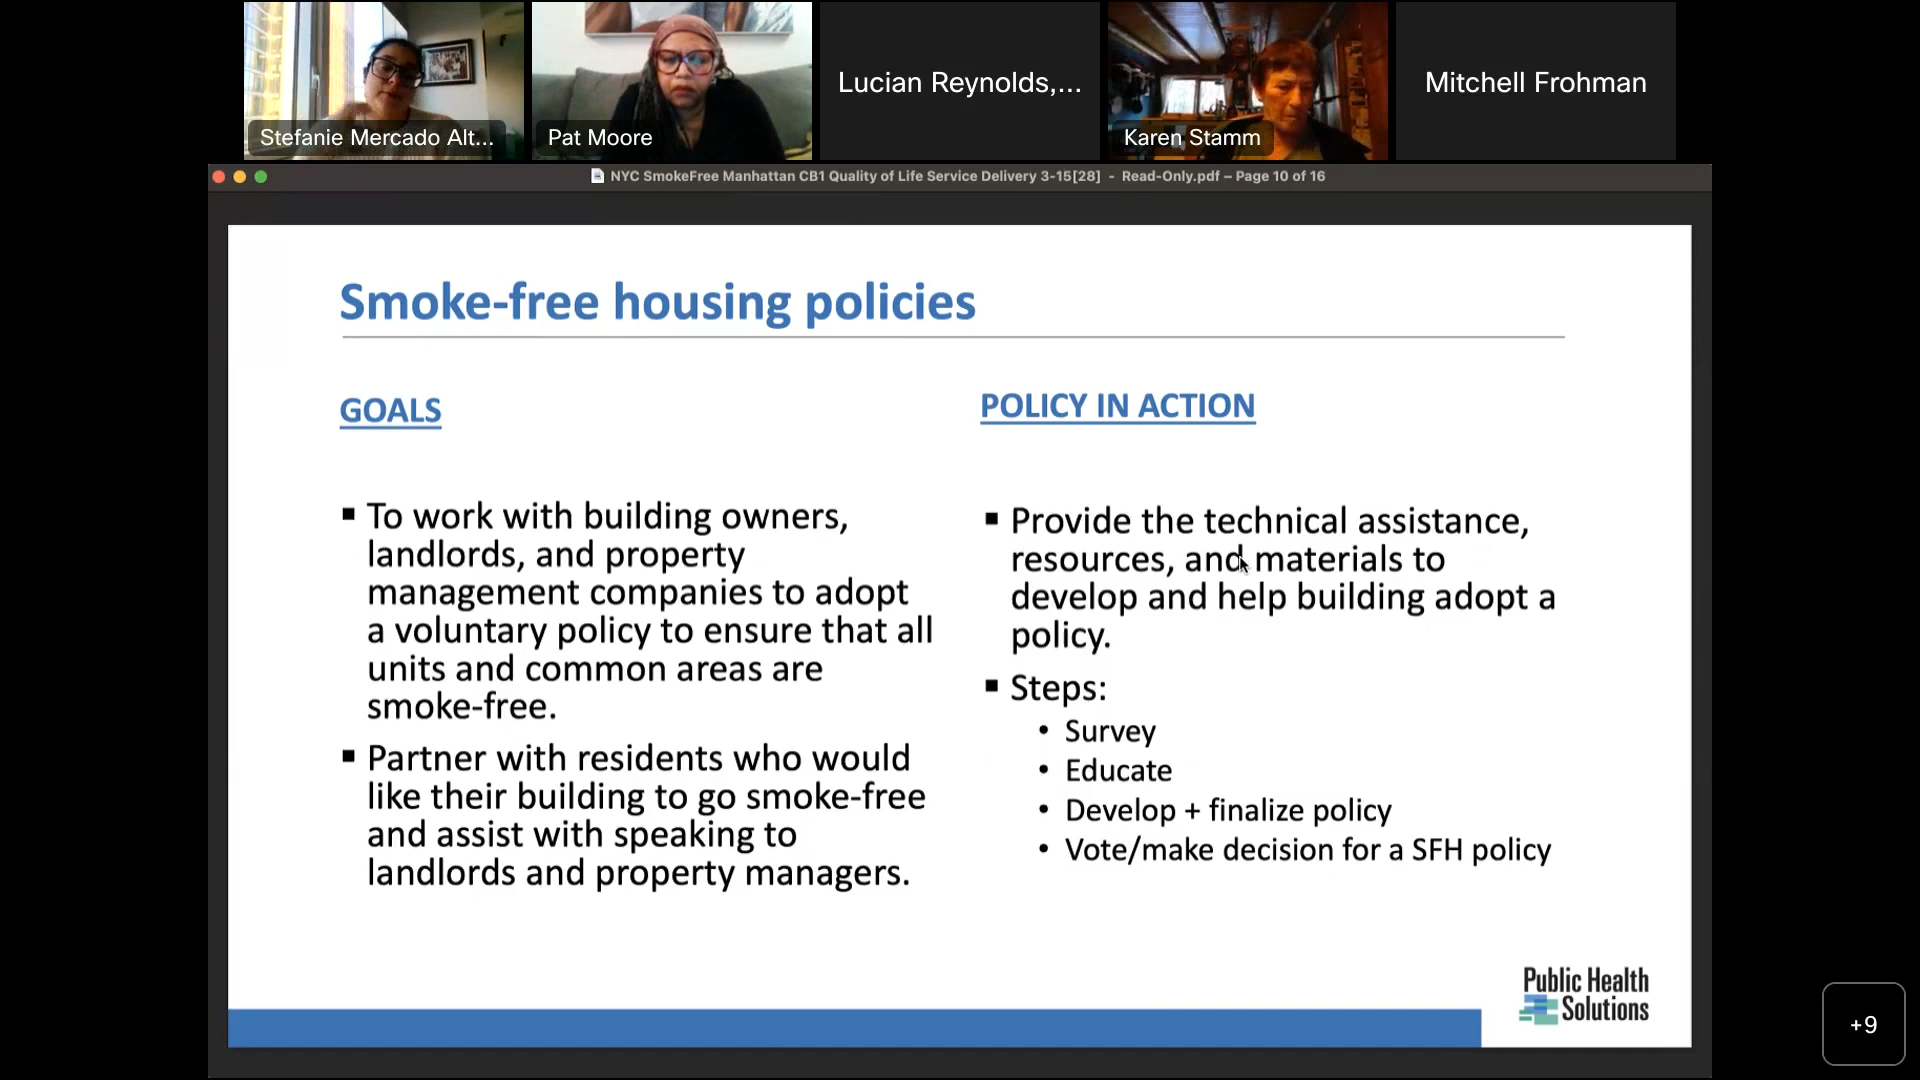 Stefanie Mercado Alt...
Pat Moore
Lucian Reynolds,...
Karen Stamm
Mitchell Frohman
NYC SmokeFree Manhattan CB1 Quality of Life Service Delivery 3-15[28] - Read-Only.pdf – Page 10 of 16
Smoke-free housing policies
GOALS
▪ To work with building owners,
landlords, and property
management companies to adopt
a voluntary policy to ensure that all
units and common areas are
smoke-free.
▪ Partner with residents who would
like their building to go smoke-free
and assist with speaking to
landlords and property managers.
POLICY IN ACTION
▪ Provide the technical assistance,
resources, and materials to
develop and help building adopt a
policy.
▪ Steps:
• Survey
• Educate
• Develop + finalize policy
• Vote/make decision for a SFH policy
Public Health
Solutions
+9